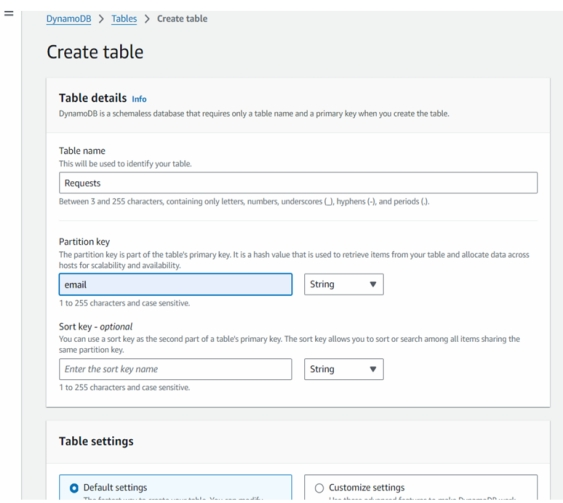 DynamoDB > Tables > Create table
Create table
Table details Info
DynamoDB is a schemaless database that requires only a table name and a primary key when you create the table.
Table name
This will be used to identify your table.
Requests
Between 3 and 255 characters, containing only letters, numbers, underscores (_), hyphens (-), and periods (.).
Partition key
The partition key is part of the table's primary key. It is a hash value that is used to retrieve items from your table and allocate data across
hosts for scalability and availability.
email String
1 to 255 characters and case sensitive.
Sort key - optional
You can use a sort key as the second part of a table's primary key. The sort key allows you to sort or search among all items sharing the
same partition key.
Enter the sort key name String
1 to 255 characters and case sensitive.
Table settings
Default settings Customize settings